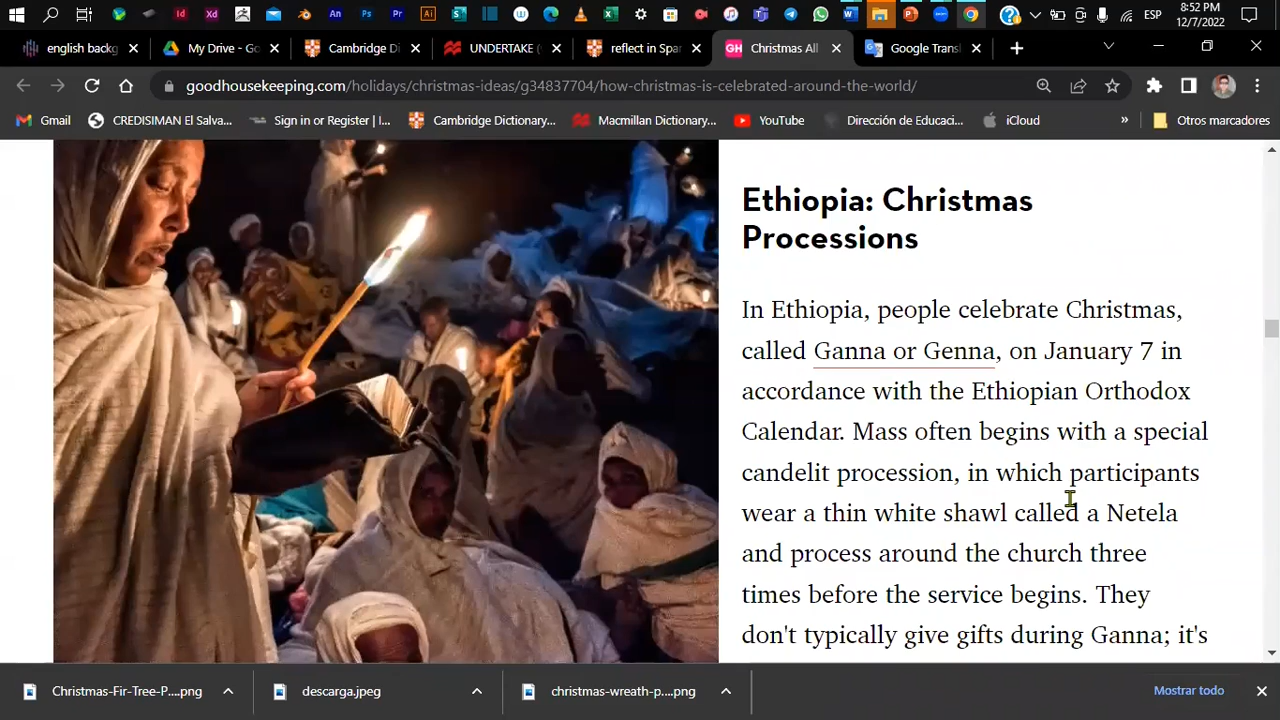 8:52 PM
ESP
12/7/2022
english backg
My Drive - Go
Cambridge Di
UNDERTAKE (
reflect in Spar
Christmas All
Google Transl
goodhousekeeping.com/holidays/christmas-ideas/g34837704/how-christmas-is-celebrated-around-the-world/
Gmail
CREDISIMAN El Salva...
Sign in or Register | I...
Cambridge Dictionary...
Macmillan Dictionary...
YouTube
Dirección de Educaci...
iCloud
»
Otros marcadores
Ethiopia: Christmas
Processions
In Ethiopia, people celebrate Christmas,
called Ganna or Genna, on January 7 in
accordance with the Ethiopian Orthodox
Calendar. Mass often begins with a special
candelit procession, in which participants
wear a thin white shawl called a Netela
and process around the church three
times before the service begins. They
don't typically give gifts during Ganna; it's
Christmas-Fir-Tree-P....png
descarga.jpeg
christmas-wreath-p....png
Mostrar todo